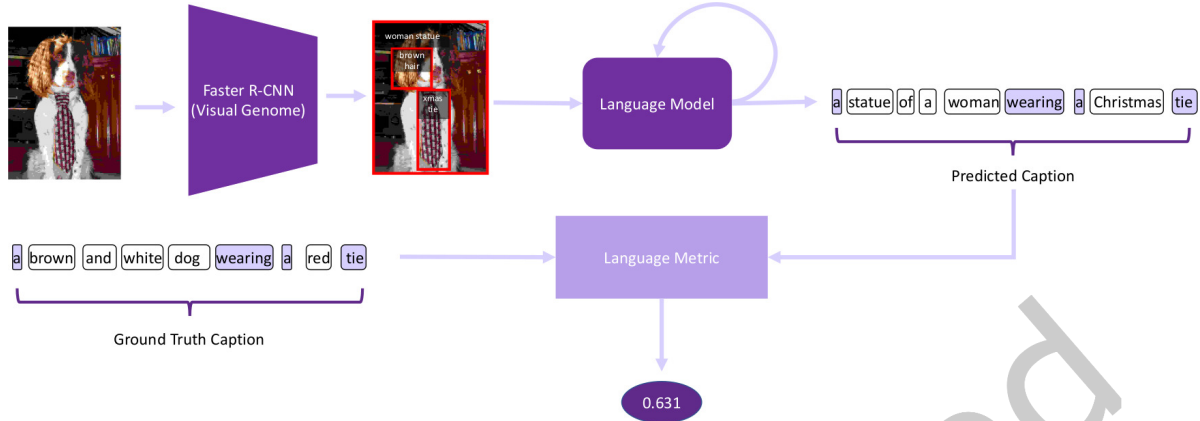 woman statue
brown
hair
xmas
tie
Faster R-CNN
(Visual Genome)
Language Model
a statue of a woman wearing a Christmas tie
Predicted Caption
a brown and white dog wearing a red tie
Language Metric
Ground Truth Caption
0.631